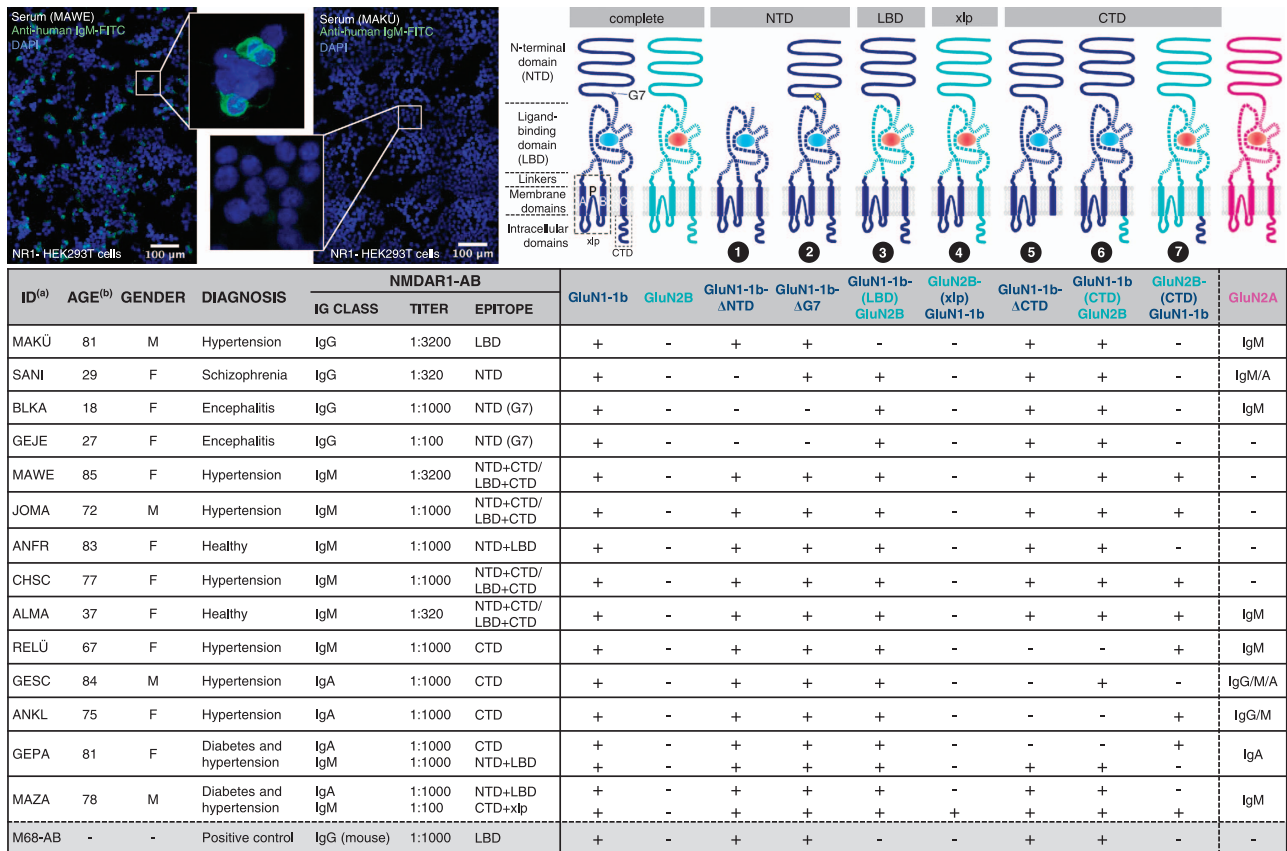 Serum (MAWE)
Anti-human IgM-FITC
DAPI
NR1- HEK293T cells
100 µm
Serum (MAKÜ)
Anti-human IgM-FITC
DAPI
NR1- HEK293T cells
100 µm
complete NTD LBD xlp CTD
N-terminal
domain
(NTD)
G7
Ligand-
binding
domain
(LBD)
Linkers
Membrane
domains
Intracellular
domains
P
A B C
xlp
CTD
1 2 3 4 5 6 7
ID(a) AGE(b) GENDER DIAGNOSIS NMDAR1-AB
IG CLASS TITER EPITOPE
GluN1-1b
GluN2B
GluN1-1b-
ΔNTD
GluN1-1b-
ΔG7
GluN1-1b-
(LBD)
GluN2B
GluN2B-
(xlp)
GluN1-1b
GluN1-1b-
ΔCTD
GluN1-1b
(CTD)
GluN2B
GluN2B-
(CTD)
GluN1-1b
GluN2A
MAKÜ 81 M Hypertension IgG 1:3200 LBD + - + + - - + + - IgM
SANI 29 F Schizophrenia IgG 1:320 NTD + - - + + - + + - IgM/A
BLKA 18 F Encephalitis IgG 1:1000 NTD (G7) + - - - + - + + - IgM
GEJE 27 F Encephalitis IgG 1:100 NTD (G7) + - - - + - + + - -
MAWE 85 F Hypertension IgM 1:3200 NTD+CTD/ + - + + + - + + + -
LBD+CTD
JOMA 72 M Hypertension IgM 1:1000 NTD+CTD/ + - + + + - + + + -
LBD+CTD
ANFR 83 F Healthy IgM 1:1000 NTD+LBD + - + + + - + + - -
CHSC 77 F Hypertension IgM 1:1000 NTD+CTD/ + - + + + - + + + -
LBD+CTD
ALMA 37 F Healthy IgM 1:320 NTD+CTD/ + - + + + - + + + IgM
LBD+CTD
RELÜ 67 F Hypertension IgM 1:1000 CTD + - + + + - - - + IgM
GESC 84 M Hypertension IgA 1:1000 CTD + - + + + - - + - IgG/M/A
ANKL 75 F Hypertension IgA 1:1000 CTD + - + + + - - - + IgG/M
GEPA 81 F Diabetes and IgA 1:1000 CTD + - + + + - - - + IgA
hypertension IgM 1:1000 NTD+LBD + - + + + - + + -
MAZA 78 M Diabetes and IgA 1:1000 NTD+LBD + - + + + - + + - IgM
hypertension IgM 1:100 CTD+xlp + - + + + + + + +
M68-AB - - Positive control IgG (mouse) 1:1000 LBD + - + + - - + + - -